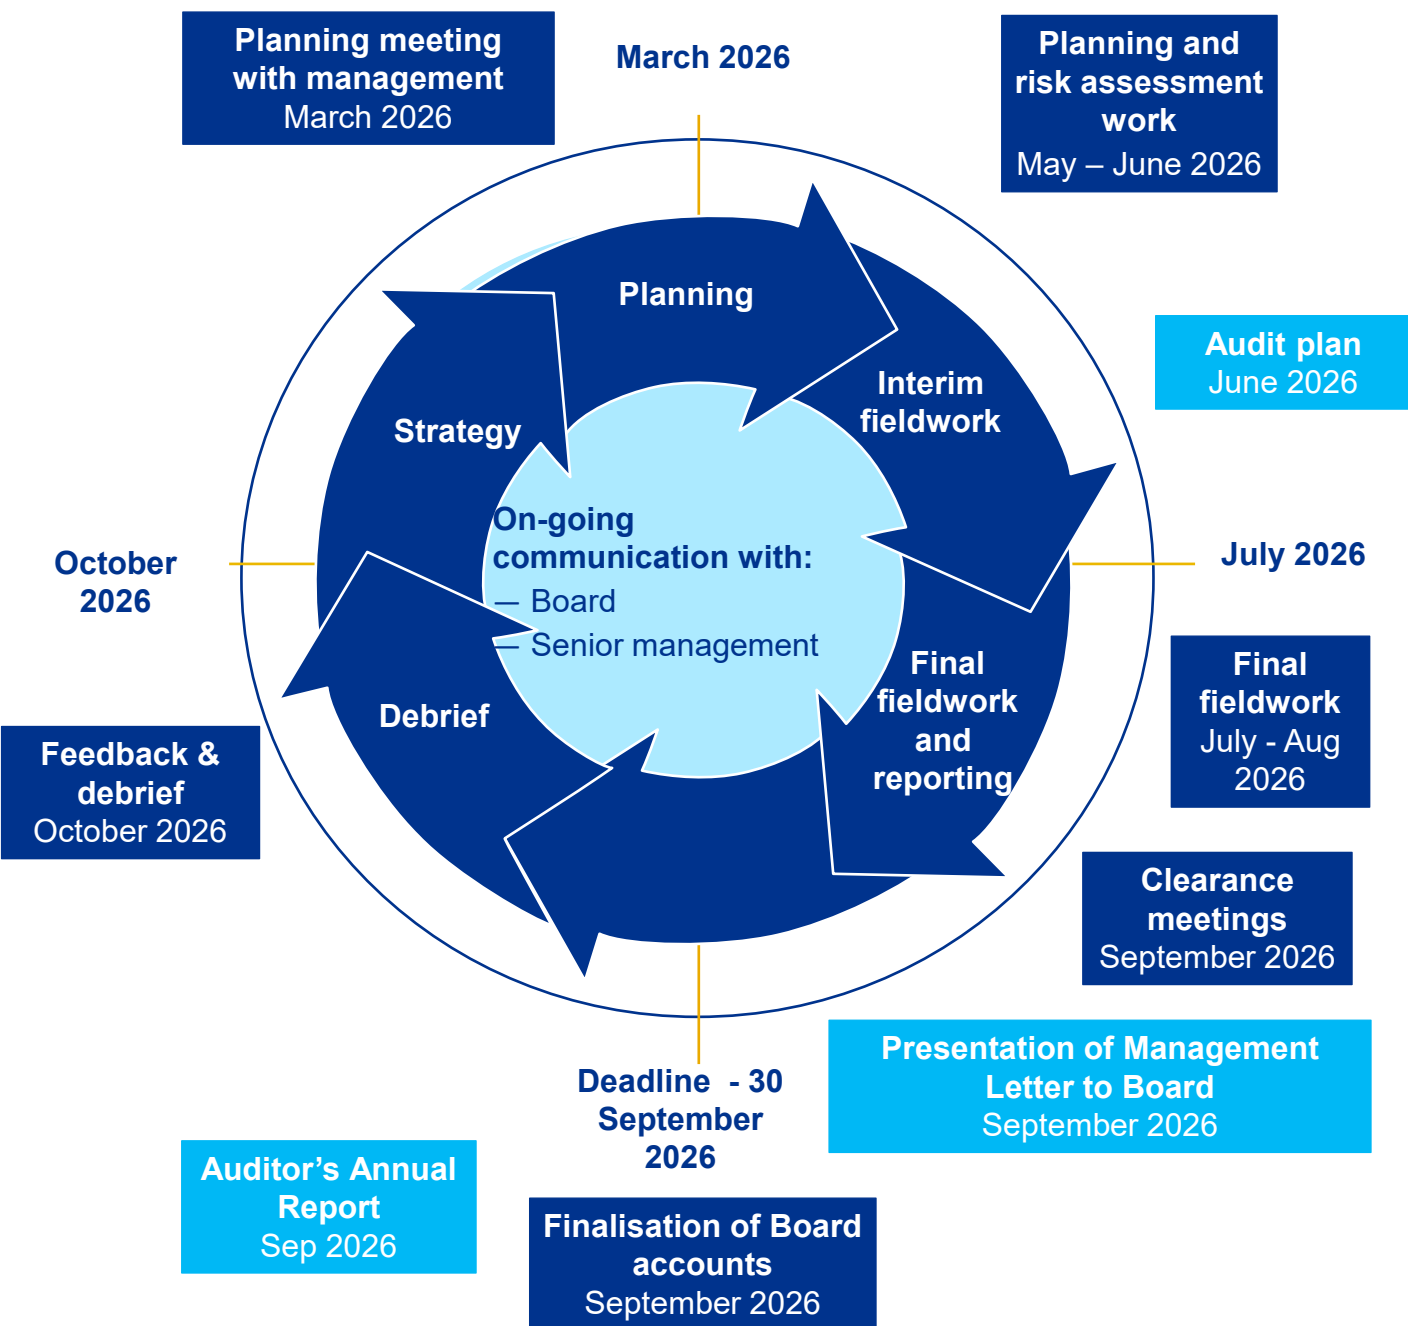 Planning meeting
with management
March 2026
March 2026
Planning and
risk assessment
work
May – June 2026
Planning
Interim
fieldwork
Audit plan
June 2026
Strategy
On-going
communication with:
— Board
— Senior management
October
2026
July 2026
Final
fieldwork
and
reporting
Final
fieldwork
July - Aug
2026
Debrief
Feedback &
debrief
October 2026
Clearance
meetings
September 2026
Presentation of Management
Letter to Board
September 2026
Deadline  - 30
September
2026
Auditor’s Annual
Report
Sep 2026
Finalisation of Board
accounts
September 2026